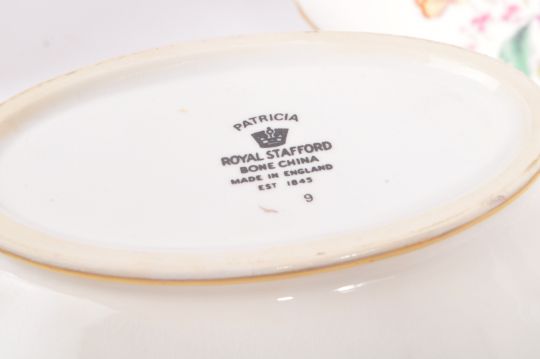 PATRICIA
ROYAL STAFFORD
BONE CHINA
MADE IN ENGLAND
EST 1845
9